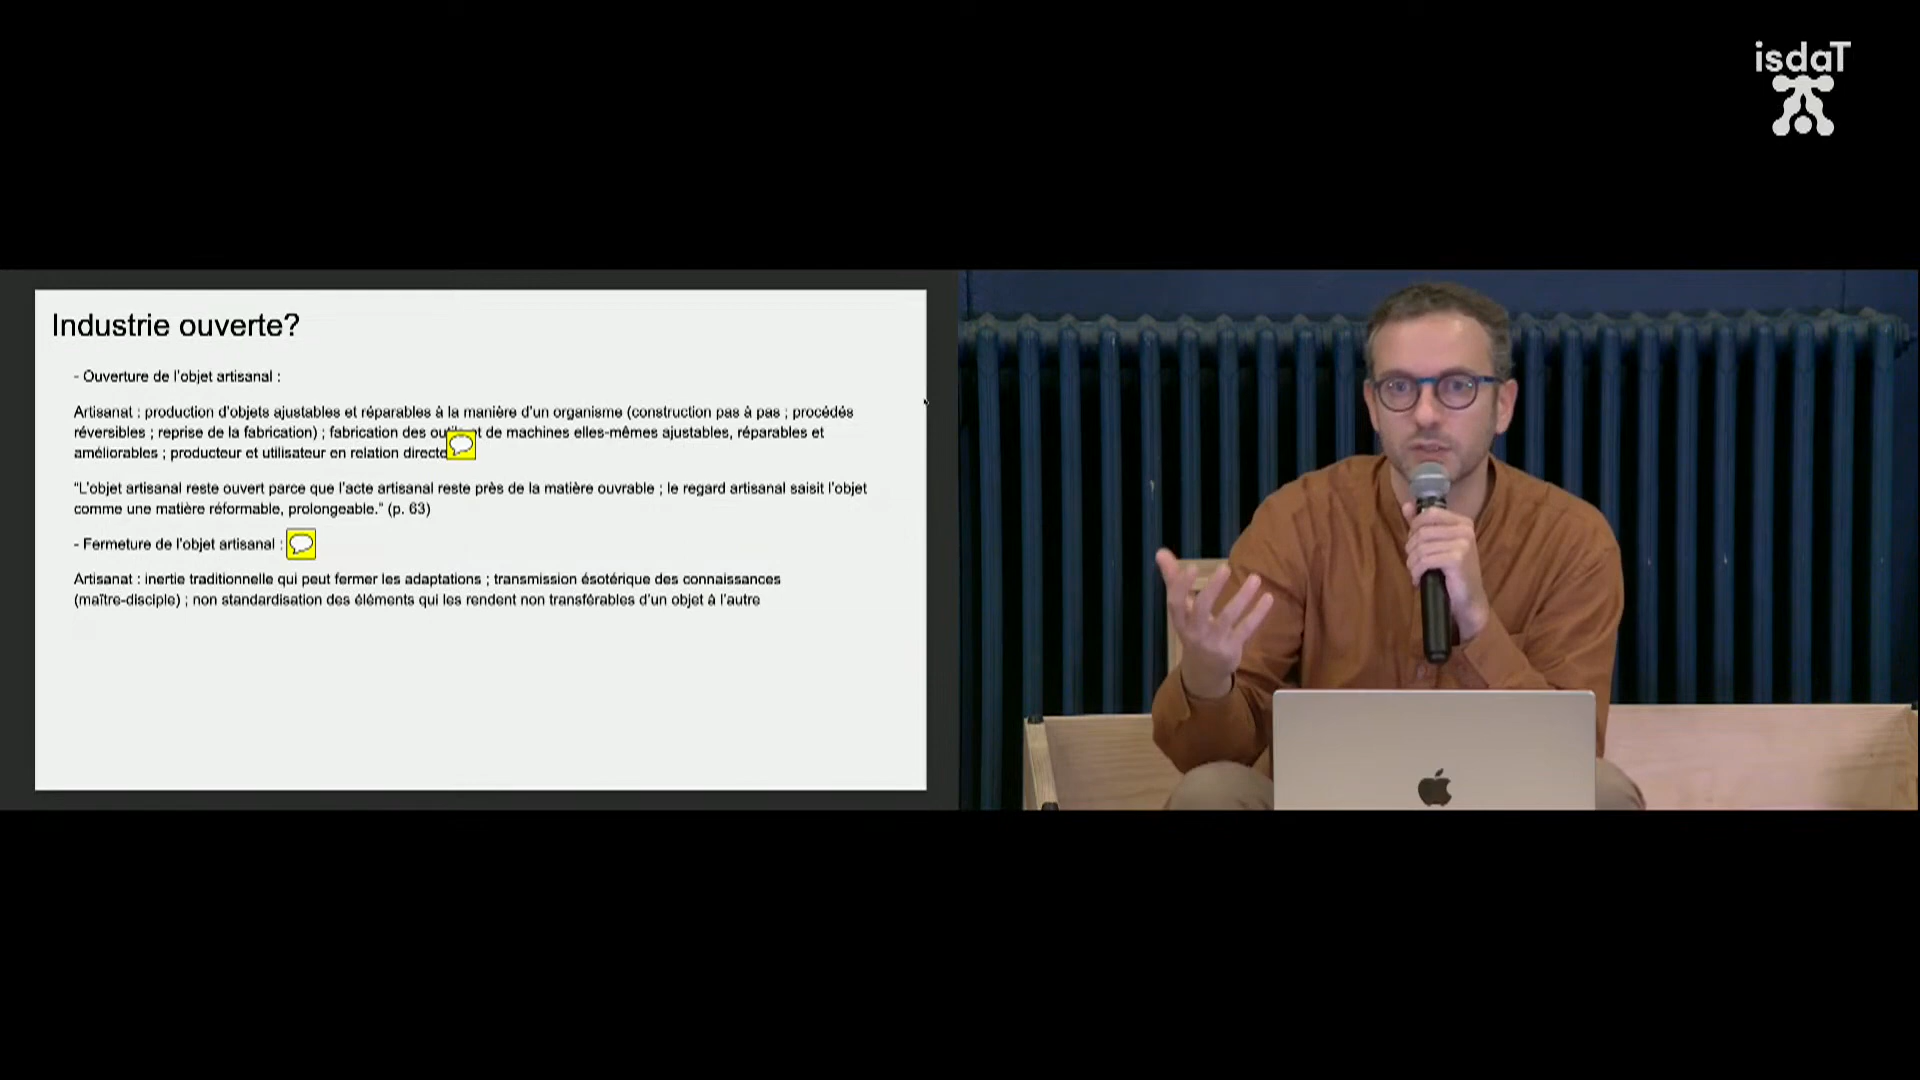 isdaT
Industrie ouverte?
- Ouverture de l'objet artisanal :
Artisanat : production d'objets ajustables et réparables à la manière d'un organisme (construction pas à pas ; procédés
réversibles ; reprise de la fabrication) ; fabrication des et de machines elles-mêmes ajustables, réparables et
améliorables ; producteur et utilisateur en relation directe
“L'objet artisanal reste ouvert parce que l'acte artisanal reste près de la matière ouvrable ; le regard artisanal saisit l'objet
comme une matière réformable, prolongeable.” (p. 63)
- Fermeture de l'objet artisanal :
Artisanat : inertie traditionnelle qui peut fermer les adaptations ; transmission ésotérique des connaissances
(maître-disciple) ; non standardisation des éléments qui les rendent non transférables d'un objet à l'autre